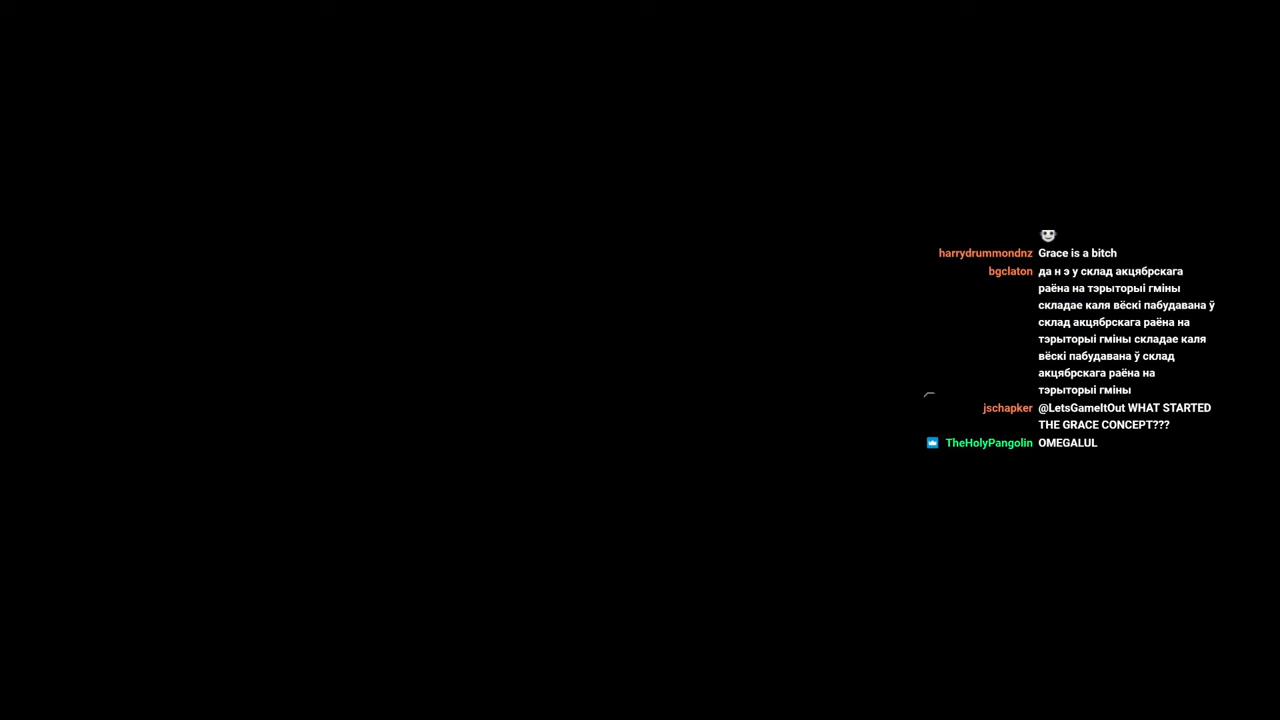 harrydrummondnz Grace is a bitch
bgclaton да н э у склад акцябрскага
раёна на тэрыторыі гміны
складае каля вёскі пабудавана ў
склад акцябрскага раёна на
тэрыторыі гміны складае каля
вёскі пабудавана ў склад
акцябрскага раёна на
тэрыторыі гміны
jschapker @LetsGameItOut WHAT STARTED
THE GRACE CONCEPT???
TheHolyPangolin OMEGALUL